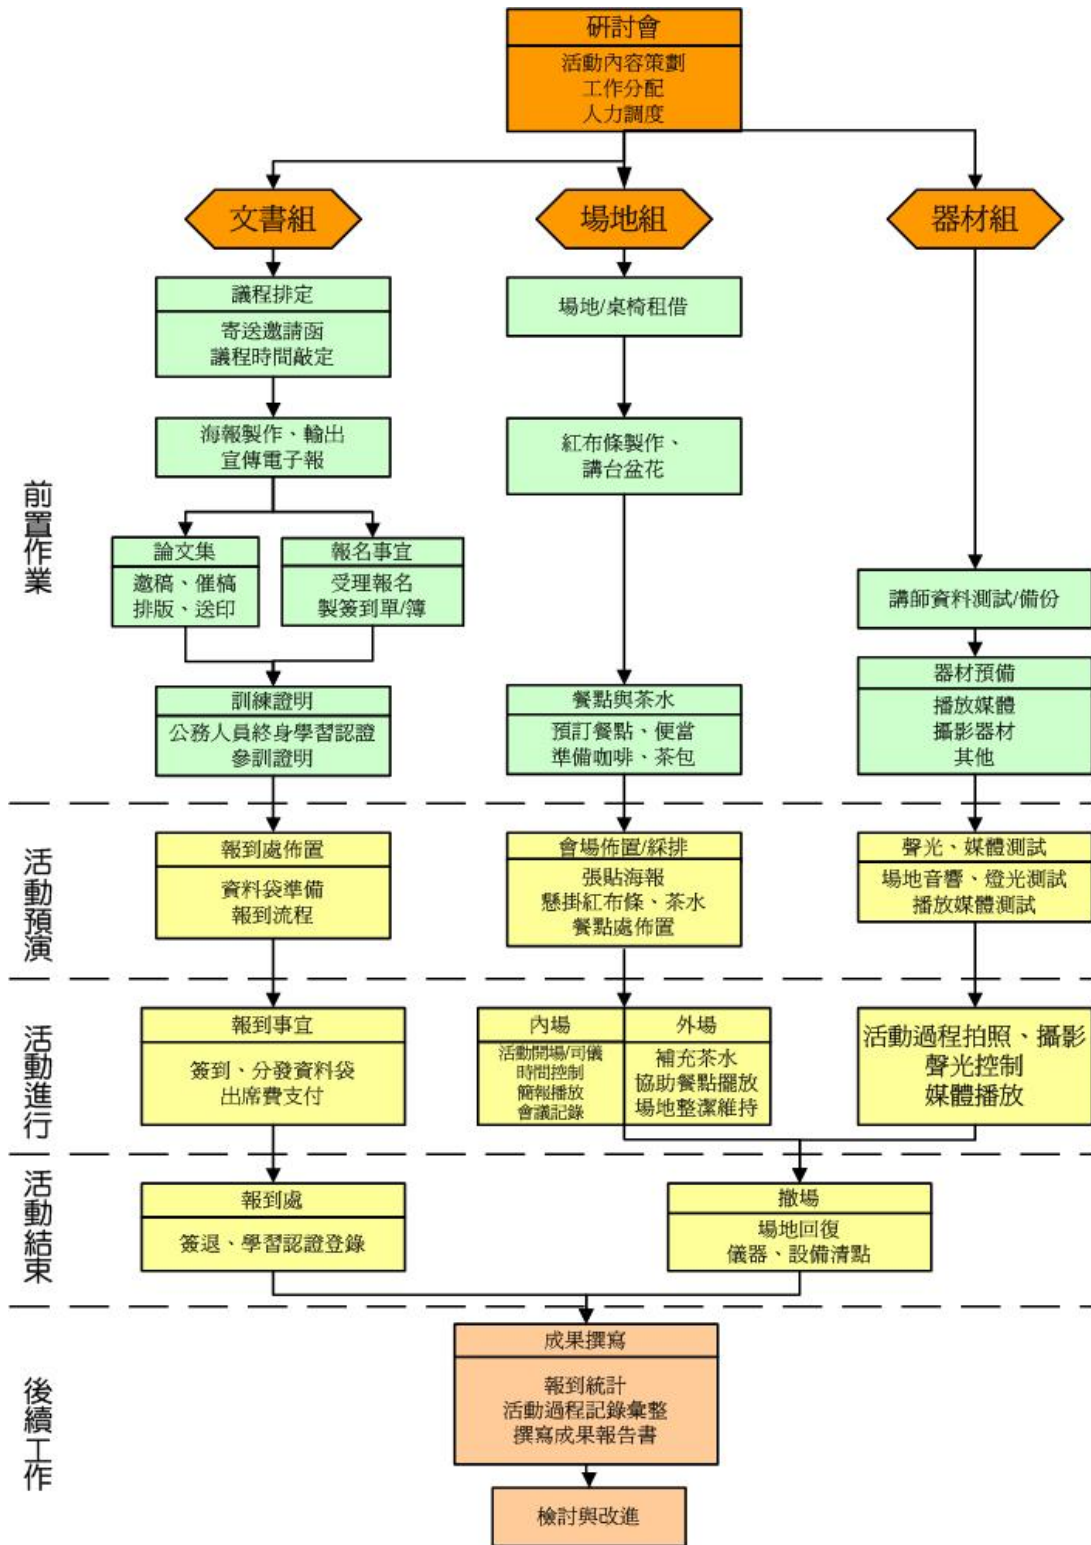 研討會
活動內容策劃
工作分配
人力調度
文書組
場地組
器材組
前置作業
議程排定
寄送邀請函
議程時間敲定
場地/桌椅租借
海報製作、輸出
宣傳電子報
紅布條製作、
講台盆花
論文集
邀稿、催槁
排版、送印
報名事宜
受理報名
製簽到單/簿
講師資料測試/備份
訓練證明
公務人員終身學習認證
參訓證明
餐點與茶水
預訂餐點、便當
準備咖啡、茶包
器材預備
播放媒體
攝影器材
其他
活動預演
報到處佈置
資料袋準備
報到流程
會場佈置/綵排
張貼海報
懸掛紅布條、茶水
餐點處佈置
聲光、媒體測試
場地音響、燈光測試
播放媒體測試
活動進行
報到事宜
簽到、分發資料袋
出席費支付
內場
活動開場/司儀
時間控制
簡報播放
會議記錄
外場
補充茶水
協助餐點擺放
場地整潔維持
活動過程拍照、攝影
聲光控制
媒體播放
活動結束
報到處
簽退、學習認證登錄
撤場
場地回復
儀器、設備清點
後續工作
成果撰寫
報到統計
活動過程記錄彙整
撰寫成果報告書
檢討與改進